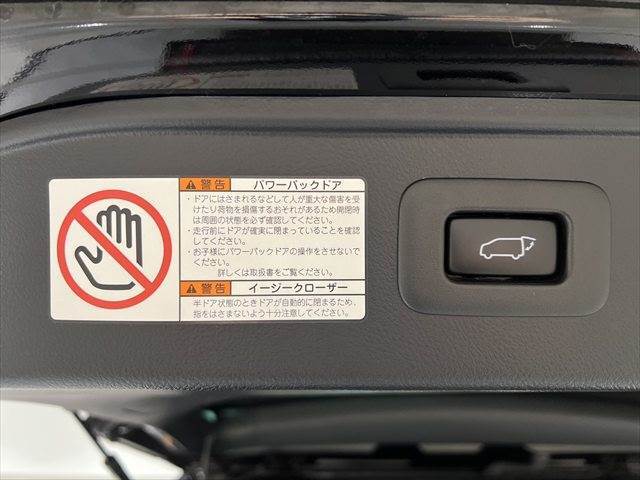 警告 パワーバックドア
・ドアにはさまれるなどして人が重大な傷害を受
けたり荷物を損傷するおそれがあるため開閉時
は周囲の状態を必ず確認してください。
・走行前にドアが確実に閉まっていることを確認
してください。
・お子様にパワーバックドアの操作をさせないで
ください。
詳しくは取扱書をご覧ください。
警告 イージークローザー
半ドア状態のときドアが自動的に閉まるため、
指をはさまないよう十分注意してください。